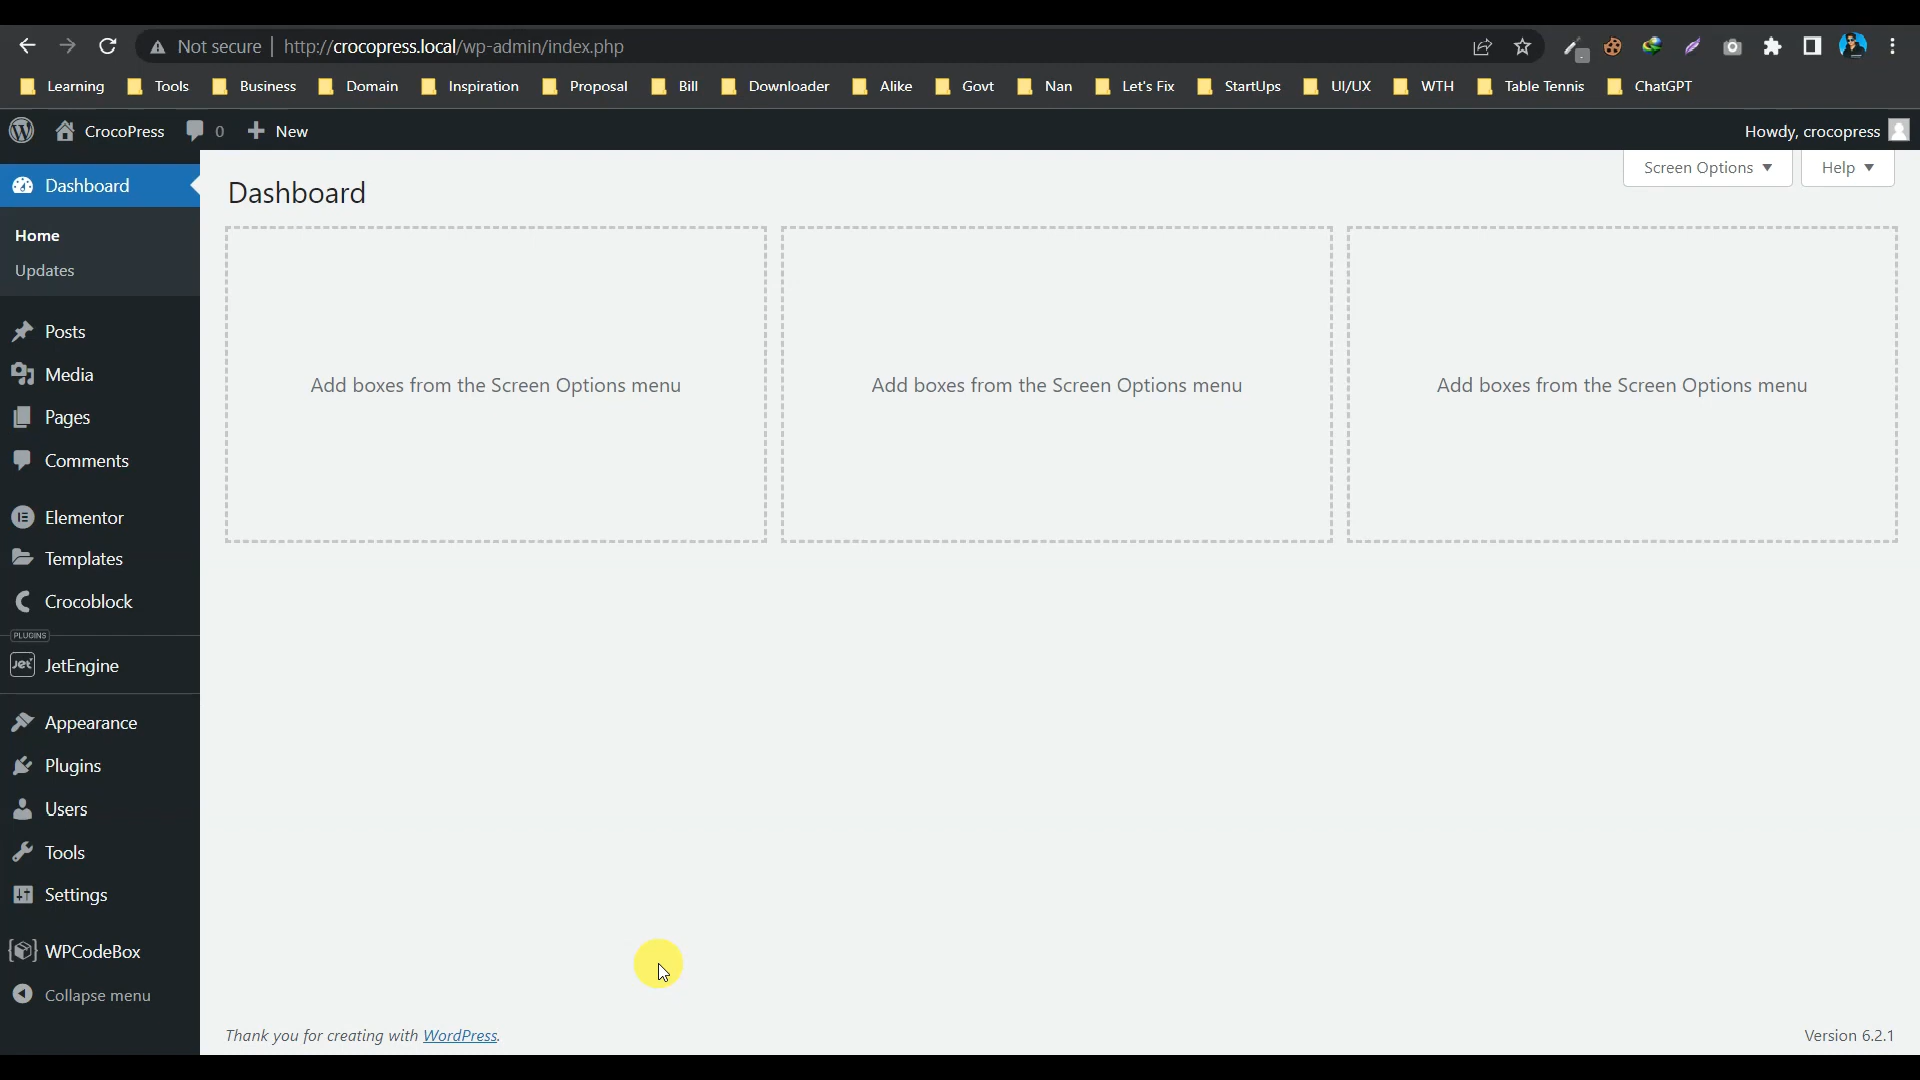 Not secure http://crocopress.local/wp-admin/index.php
Learning Tools Business Domain Inspiration Proposal Bill Downloader Alike Govt Nan Let's Fix StartUps UI/UX WTH Table Tennis ChatGPT
CrocoPress 0 New Howdy, crocopress
Screen Options Help
Dashboard
Dashboard
Home
Updates
Posts
Media
Pages
Comments
Elementor
Templates
Crocoblock
PLUGINS
Jet JetEngine
Appearance
Plugins
Users
Tools
Settings
WPCodeBox
Collapse menu
Add boxes from the Screen Options menu
Add boxes from the Screen Options menu
Add boxes from the Screen Options menu
Thank you for creating with WordPress.
Version 6.2.1